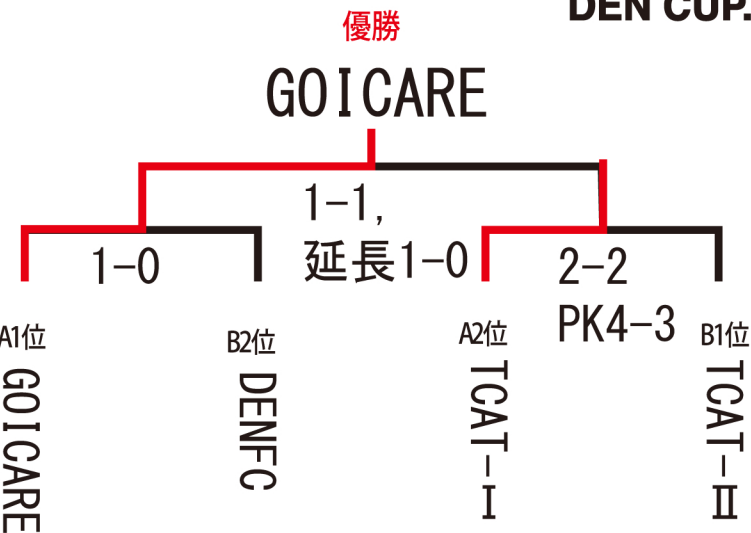 DEN CUP.
優勝
GOICARE
1-1,
延長1-0
1-0
2-2
PK4-3
A1位
GOICARE
B2位
DENFC
A2位
TCAT-I
B1位
TCAT-II